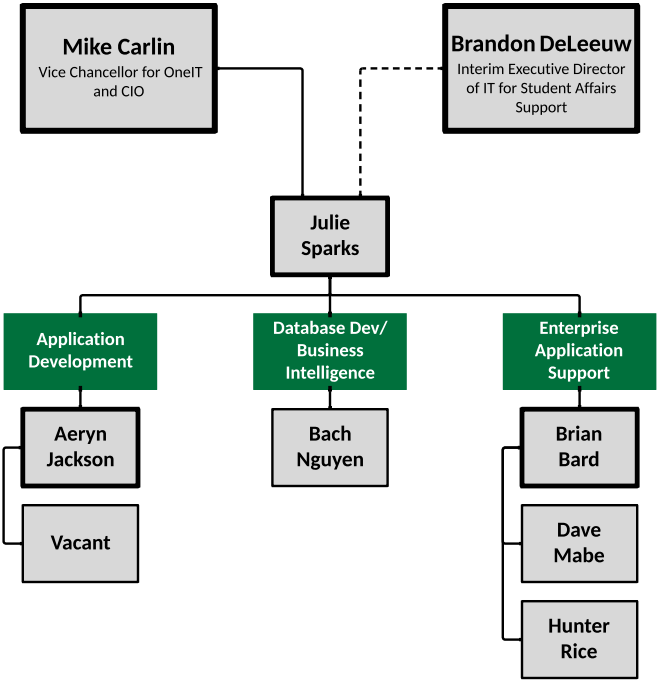 Mike Carlin
Vice Chancellor for OneIT
and CIO
Brandon DeLeeuw
Interim Executive Director
of IT for Student Affairs
Support
Julie
Sparks
Application
Development
Database Dev/
Business
Intelligence
Enterprise
Application
Support
Aeryn
Jackson
Bach
Nguyen
Brian
Bard
Vacant
Dave
Mabe
Hunter
Rice